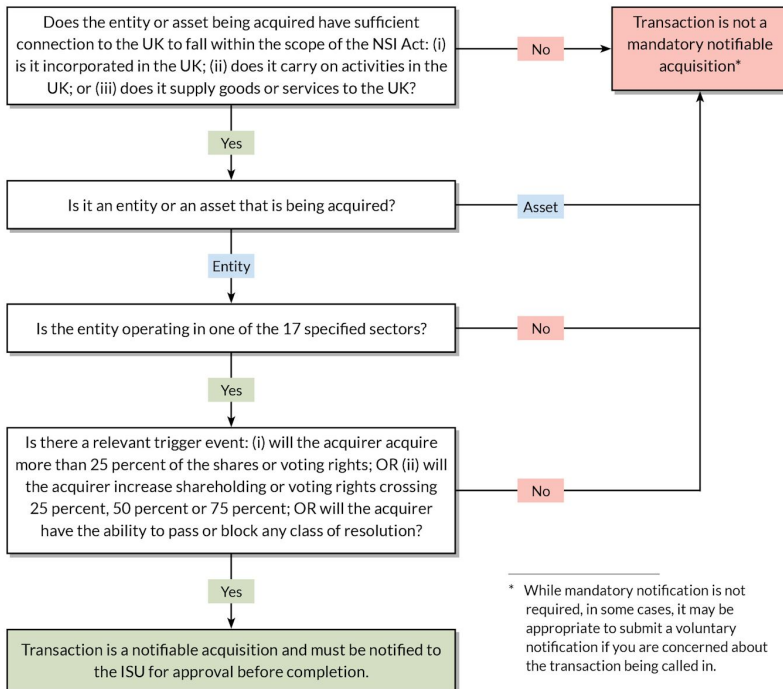 Does the entity or asset being acquired have sufficient
connection to the UK to fall within the scope of the NSI Act: (i)
is it incorporated in the UK; (ii) does it carry on activities in the
UK; or (iii) does it supply goods or services to the UK?
No
Transaction is not a
mandatory notifiable
acquisition*
Yes
Is it an entity or an asset that is being acquired?
Asset
Entity
Is the entity operating in one of the 17 specified sectors?
No
Yes
Is there a relevant trigger event: (i) will the acquirer acquire
more than 25 percent of the shares or voting rights; OR (ii) will
the acquirer increase shareholding or voting rights crossing
25 percent, 50 percent or 75 percent; OR will the acquirer
have the ability to pass or block any class of resolution?
No
Yes
Transaction is a notifiable acquisition and must be notified to
the ISU for approval before completion.
* While mandatory notification is not
required, in some cases, it may be
appropriate to submit a voluntary
notification if you are concerned about
the transaction being called in.